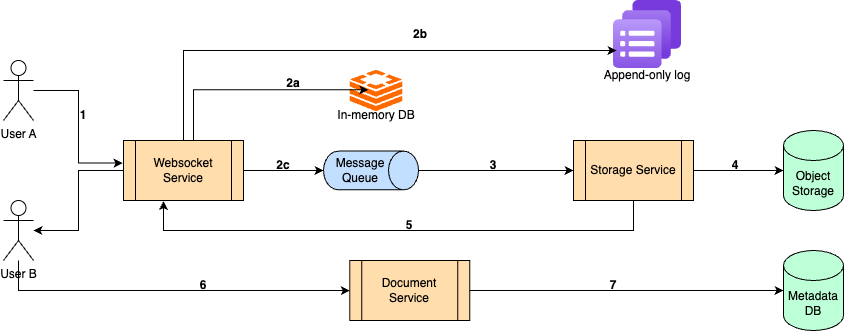 2b
Append-only log
2a
In-memory DB
1
User A
Websocket
Service
2c
Message
Queue
3
Storage Service
4
Object
Storage
5
User B
6
Document
Service
7
Metadata
DB